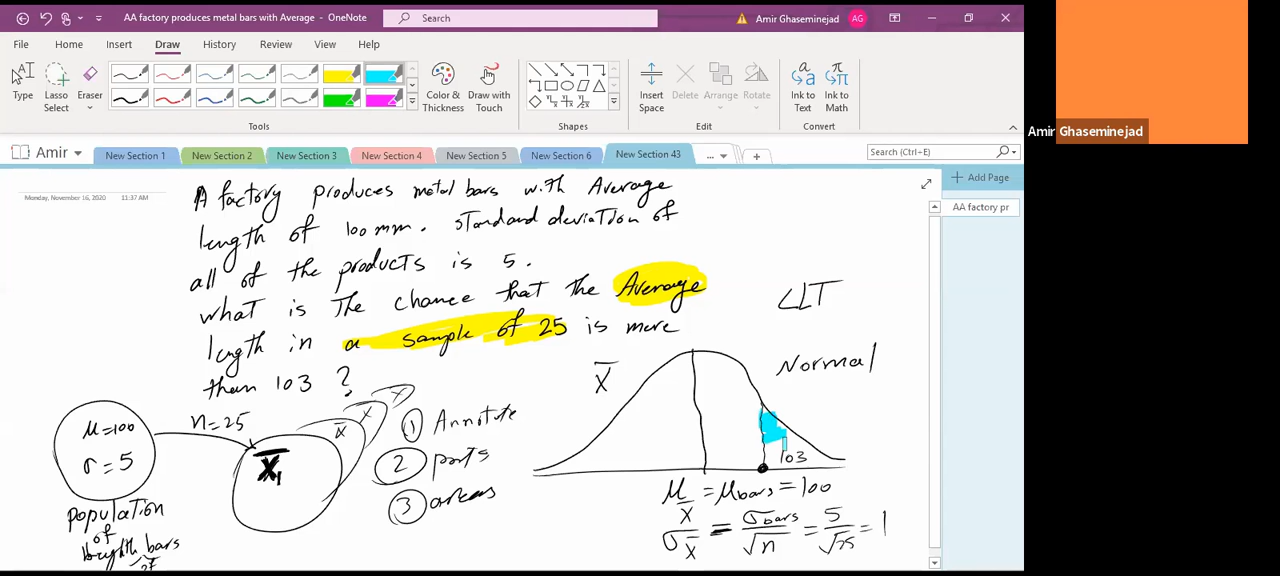 AA factory produces metal bars with Average - OneNote
Search
Amir Ghaseminejad AG
File Home Insert Draw History Review View Help
Type
Lasso Select
Eraser
Color & Thickness
Draw with Touch
Insert Space
Delete
Arrange
Rotate
Ink to Text
Ink to Math
Tools
Shapes
Edit
Convert
Amir
New Section 1
New Section 2
New Section 3
New Section 4
New Section 5
New Section 6
New Section 43
...
Search (Ctrl+E)
Add Page
AA factory pr
Amir Ghaseminejad
Monday, November 16, 2020 11:37 AM
A factory produces metal bars with Average
length of 100 mm. standard deviation of
all of the products is 5.
what is the chance that the Average
length in a sample of 25 is more
than 103 ?
CLT
Normal
X̄
103
μ=100
σ=5
n=25
X̄1
X̄
X
X
population
of
bars
① Annotate
② parts
③ areas
μX̄ = μbars = 100
σX̄ = σbars/√n = 5/√25 = 1